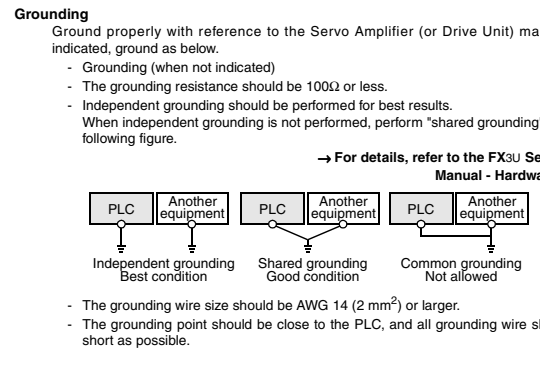 Grounding
Ground properly with reference to the Servo Amplifier (or Drive Unit) ma
indicated, ground as below.
- Grounding (when not indicated)
- The grounding resistance should be 100Ω or less.
- Independent grounding should be performed for best results.
When independent grounding is not performed, perform "shared grounding"
following figure.
→ For details, refer to the FX3U Se
Manual - Hardwa
PLC Another equipment PLC Another equipment PLC Another equipment
Independent grounding Shared grounding Common grounding
Best condition Good condition Not allowed
- The grounding wire size should be AWG 14 (2 mm²) or larger.
- The grounding point should be close to the PLC, and all grounding wire s
short as possible.